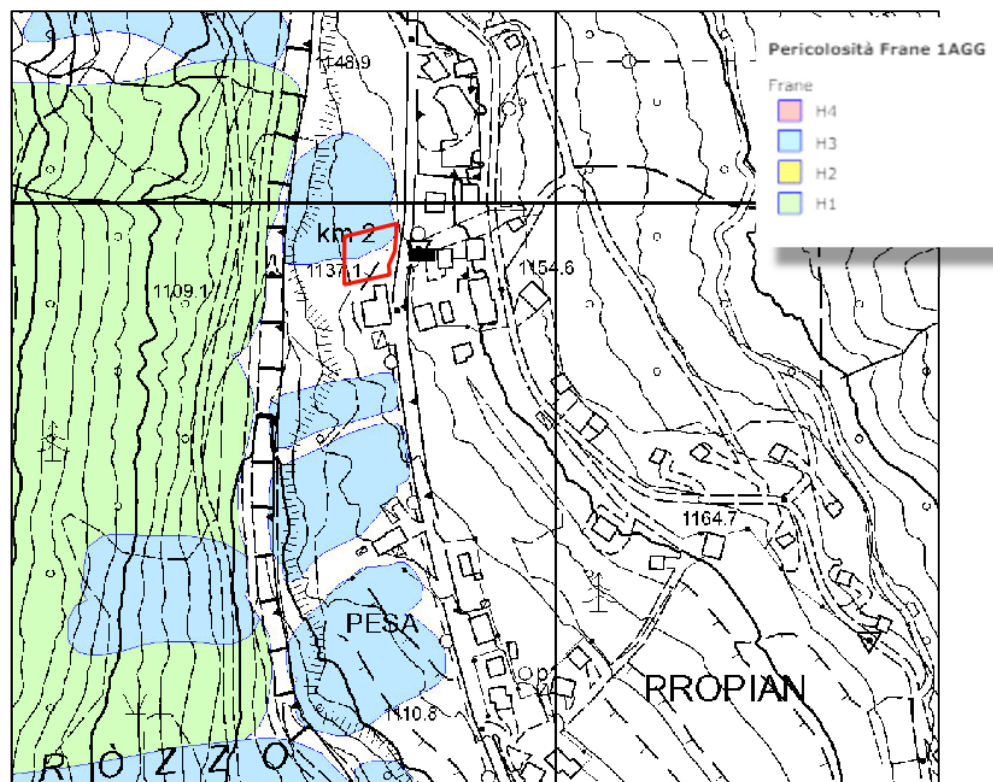 Pericolosità Frane 1AGG
Frane
H4
H3
H2
H1
1148.9
km 2
1137.1
1154.6
1109.1
1164.7
PESA
PROPIAN
1110.8
RÒZZO